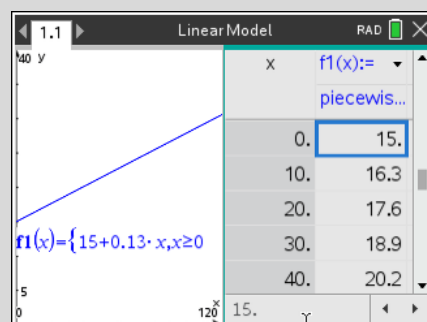 1.1 Linear Model RAD
40 y
f1(x)={15+0.13·x,x≥0
5
0 120 x
x f1(x):=
piecewis...
0. 15.
10. 16.3
20. 17.6
30. 18.9
40. 20.2
15.